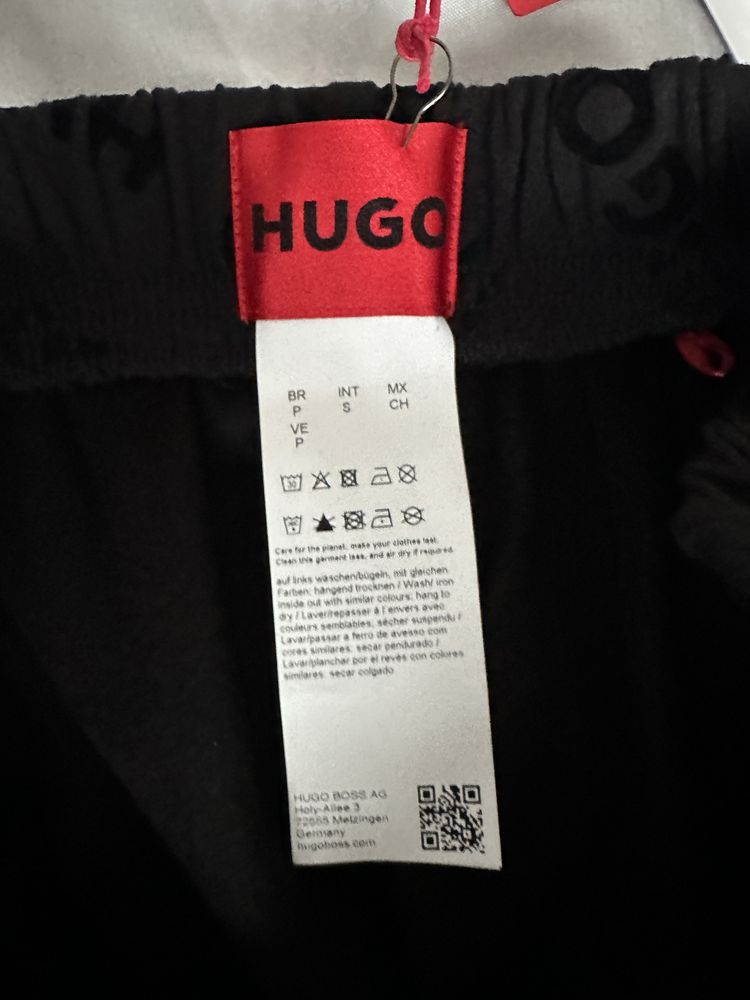 HUGO
BR INT MX
P S CH
VE
P
30
Care for the planet: make your clothes last.
Clean this garment less, and air dry if required.
auf links waschen/bügeln, mit gleichen
Farben; hängend trocknen / Wash/ iron
inside out with similar colours; hang to
dry / Laver/repasser à l'envers avec
couleurs semblables; sécher suspendu /
Lavar/passar a ferro de avesso com
cores similares; secar pendurado /
Lavar/planchar por el revés con colores
similares; secar colgado
HUGO BOSS AG
Holy-Allee 3
72555 Metzingen
Germany
hugoboss.com